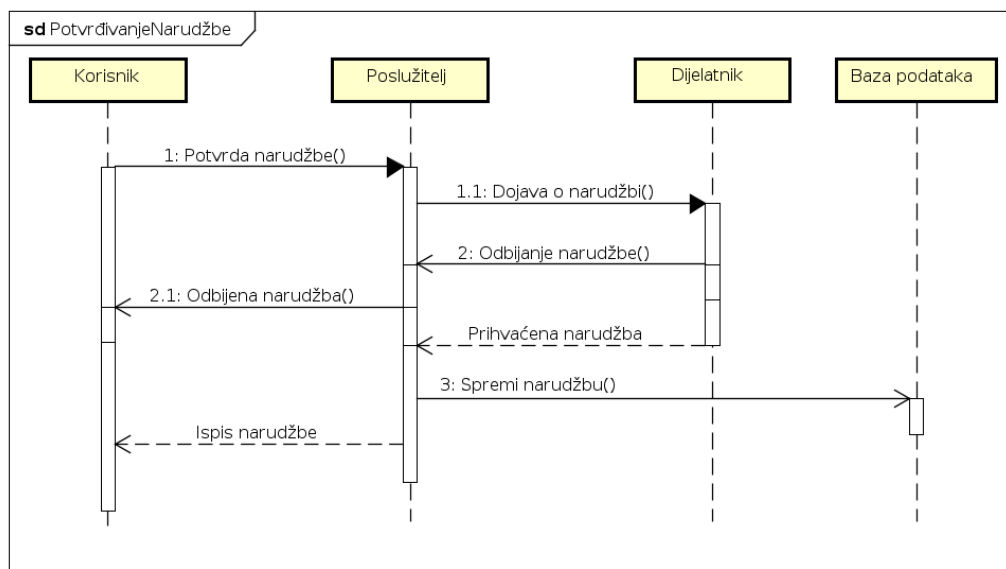 sd PotvrđivanjeNarudžbe
Korisnik
Poslužitelj
Dijelatnik
Baza podataka
1: Potvrda narudžbe()
1.1: Dojava o narudžbi()
2: Odbijanje narudžbe()
2.1: Odbijena narudžba()
Prihvaćena narudžba
3: Spremi narudžbu()
Ispis narudžbe